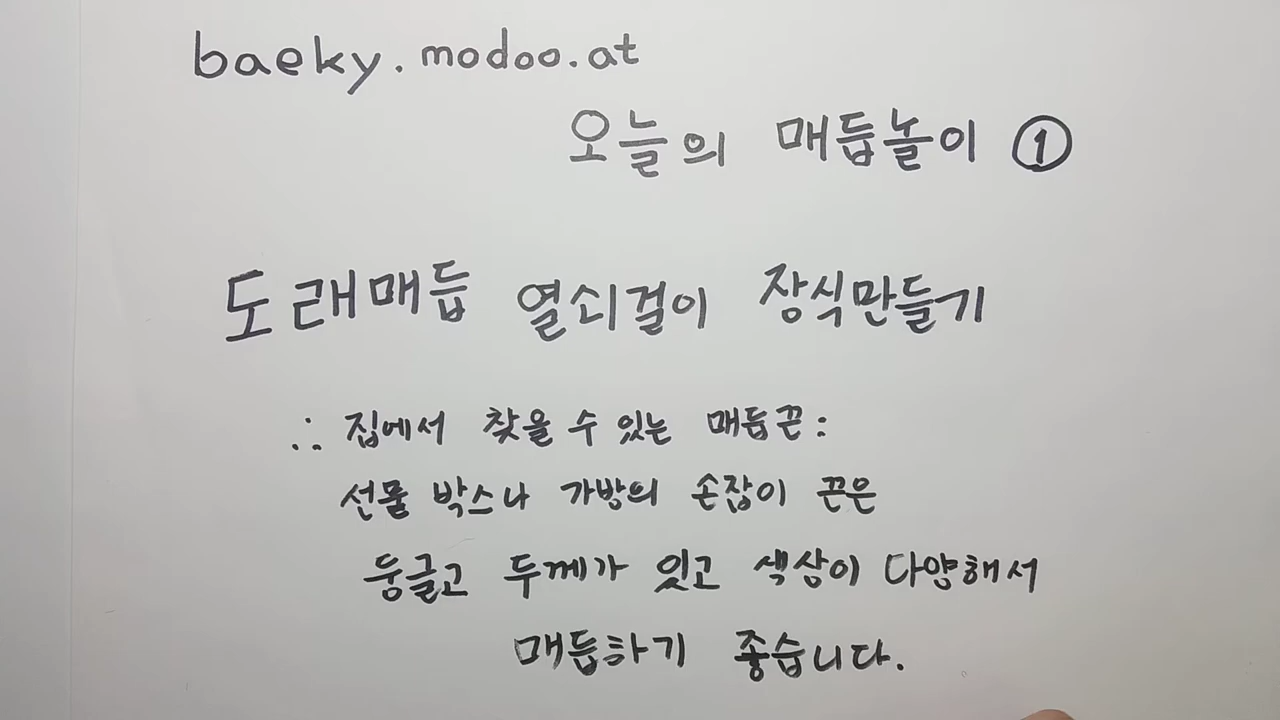 baeky.modoo.at
오늘의 매듭놀이 ①
도래매듭 열쇠걸이 장식만들기
∴ 집에서 찾을 수 있는 매듭끈:
선물 박스나 가방의 손잡이 끈은
둥글고 두께가 있고 색상이 다양해서
매듭하기 좋습니다.